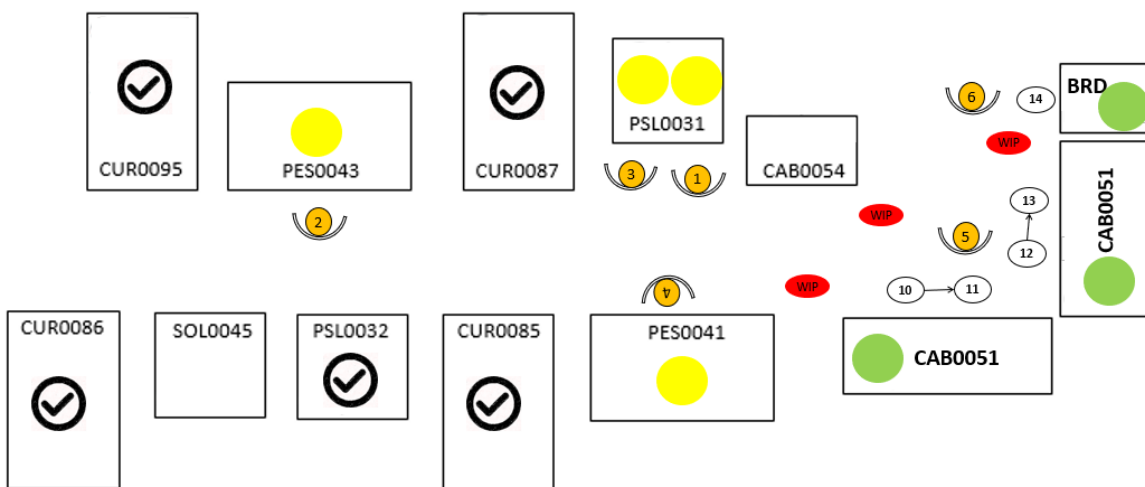 6
14
BRD
WIP
PSL0031
CUR0095
PES0043
CUR0087
3
1
CAB0054
CAB0051
13
2
WIP
5
12
4
WIP
10
11
CUR0086
SOL0045
PSL0032
CUR0085
PES0041
CAB0051